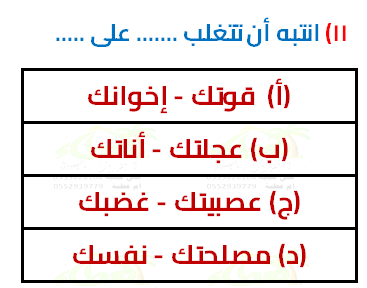 ١١) انتبه أن تتغلب ....... على .....
(أ) قوتك - إخوانك
(ب) عجلتك - أناتك
(ج) عصبيتك - غضبك
(د) مصلحتك - نفسك